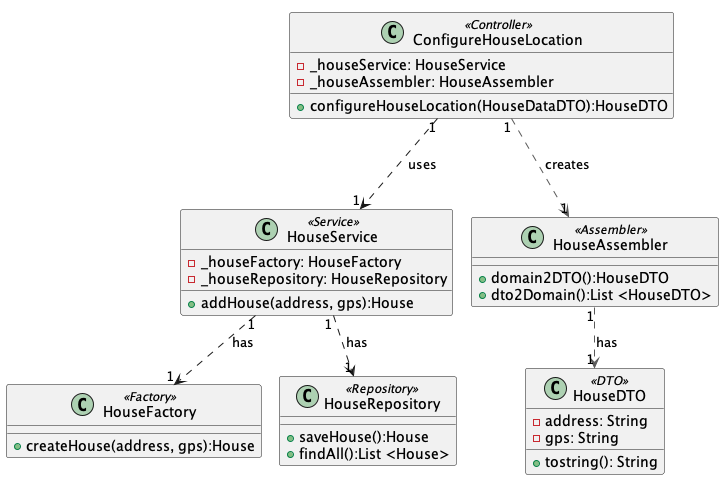 «Controller»
C ConfigureHouseLocation
_houseService: HouseService
_houseAssembler: HouseAssembler
configureHouseLocation(HouseDataDTO):HouseDTO
1
1
uses
creates
1
1
«Service»
C HouseService
_houseFactory: HouseFactory
_houseRepository: HouseRepository
addHouse(address, gps):House
«Assembler»
C HouseAssembler
domain2DTO():HouseDTO
dto2Domain():List <HouseDTO>
1
1
1
has
has
has
1
1
1
«Factory»
C HouseFactory
createHouse(address, gps):House
«Repository»
C HouseRepository
saveHouse():House
findAll():List <House>
«DTO»
C HouseDTO
address: String
gps: String
tostring(): String